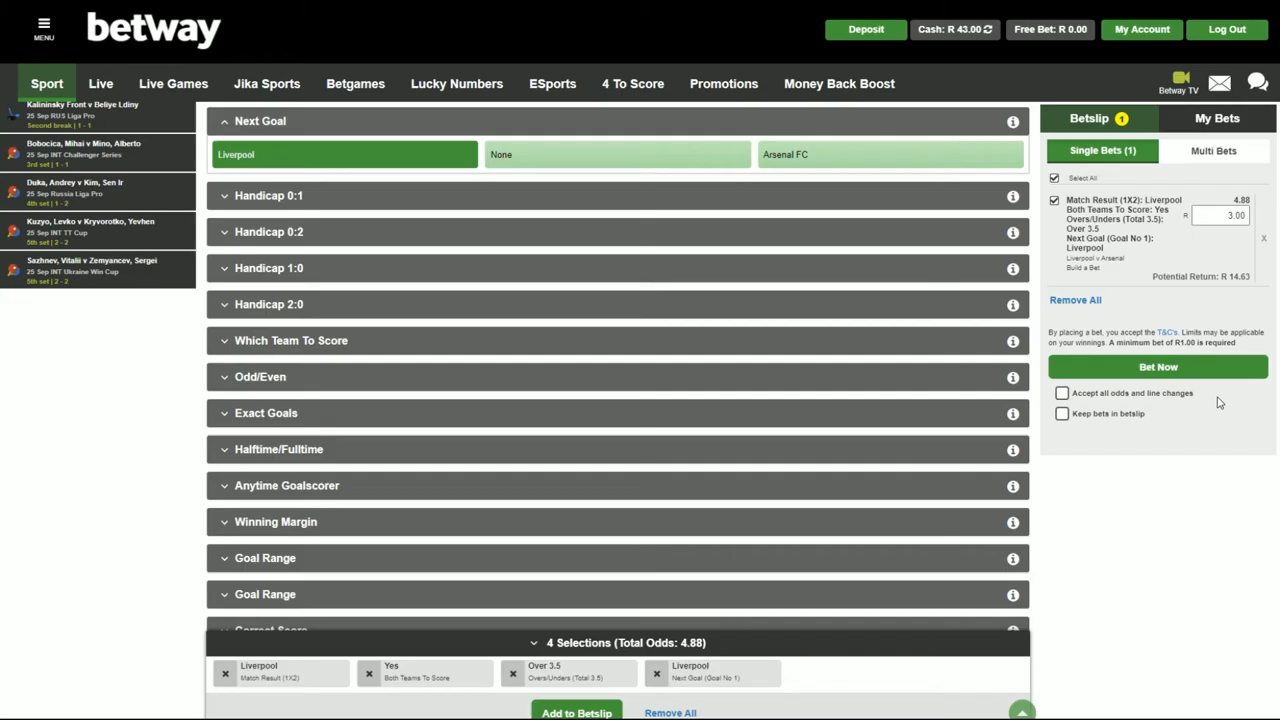 MENU
betway
Deposit
Cash: R 43.00
Free Bet: R 0.00
My Account
Log Out
Sport
Live
Live Games
Jika Sports
Betgames
Lucky Numbers
ESports
4 To Score
Promotions
Money Back Boost
Betway TV
Kalininsky Front v Beliye Ldiny
25 Sep RUS Liga Pro
Second break | 1 - 1
Bobocica, Mihai v Mino, Alberto
25 Sep INT Challenger Series
3rd set | 1 - 1
Duka, Andrey v Kim, Sen Ir
25 Sep Russia Liga Pro
4th set | 1 - 2
Kuzyo, Levko v Kryvorotko, Yevhen
25 Sep INT TT Cup
5th set | 2 - 2
Sazhnev, Vitalii v Zemyancev, Sergei
25 Sep INT Ukraine Win Cup
5th set | 2 - 2
Next Goal
Liverpool
None
Arsenal FC
Handicap 0:1
Handicap 0:2
Handicap 1:0
Handicap 2:0
Which Team To Score
Odd/Even
Exact Goals
Halftime/Fulltime
Anytime Goalscorer
Winning Margin
Goal Range
Goal Range
Correct Score
4 Selections (Total Odds: 4.88)
Liverpool
Match Result (1X2)
Yes
Both Teams To Score
Over 3.5
Overs/Unders (Total 3.5)
Liverpool
Next Goal (Goal No 1)
Add to Betslip
Remove All
Betslip 1
My Bets
Single Bets (1)
Multi Bets
Select All
Match Result (1X2): Liverpool 4.88
Both Teams To Score: Yes
R 3.00
Overs/Unders (Total 3.5):
Over 3.5
Next Goal (Goal No 1):
Liverpool
X
Liverpool v Arsenal
Build a Bet
Potential Return: R 14.63
Remove All
By placing a bet, you accept the T&C's. Limits may be applicable
on your winnings. A minimum bet of R1.00 is required
Bet Now
Accept all odds and line changes
Keep bets in betslip